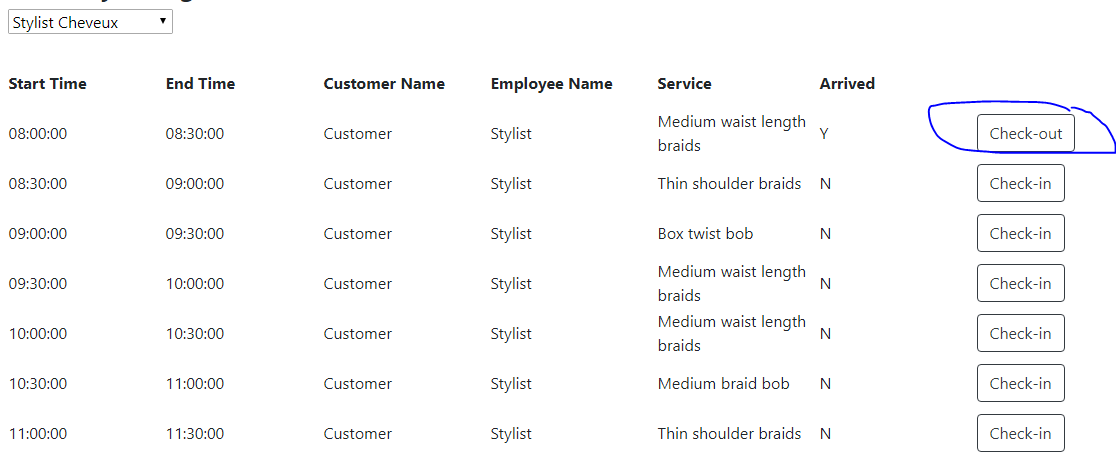 Stylist Cheveux
Start Time End Time Customer Name Employee Name Service Arrived
08:00:00 08:30:00 Customer Stylist Medium waist length braids Y Check-out
08:30:00 09:00:00 Customer Stylist Thin shoulder braids N Check-in
09:00:00 09:30:00 Customer Stylist Box twist bob N Check-in
09:30:00 10:00:00 Customer Stylist Medium waist length braids N Check-in
10:00:00 10:30:00 Customer Stylist Medium waist length braids N Check-in
10:30:00 11:00:00 Customer Stylist Medium braid bob N Check-in
11:00:00 11:30:00 Customer Stylist Thin shoulder braids N Check-in